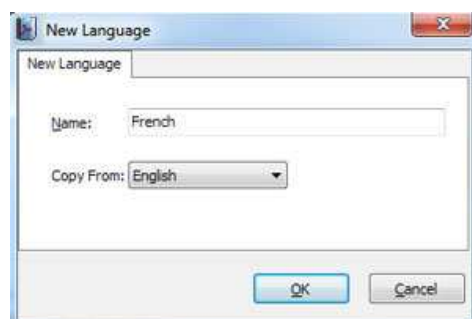 New Language
New Language
Name: French
Copy From: English
OK Cancel